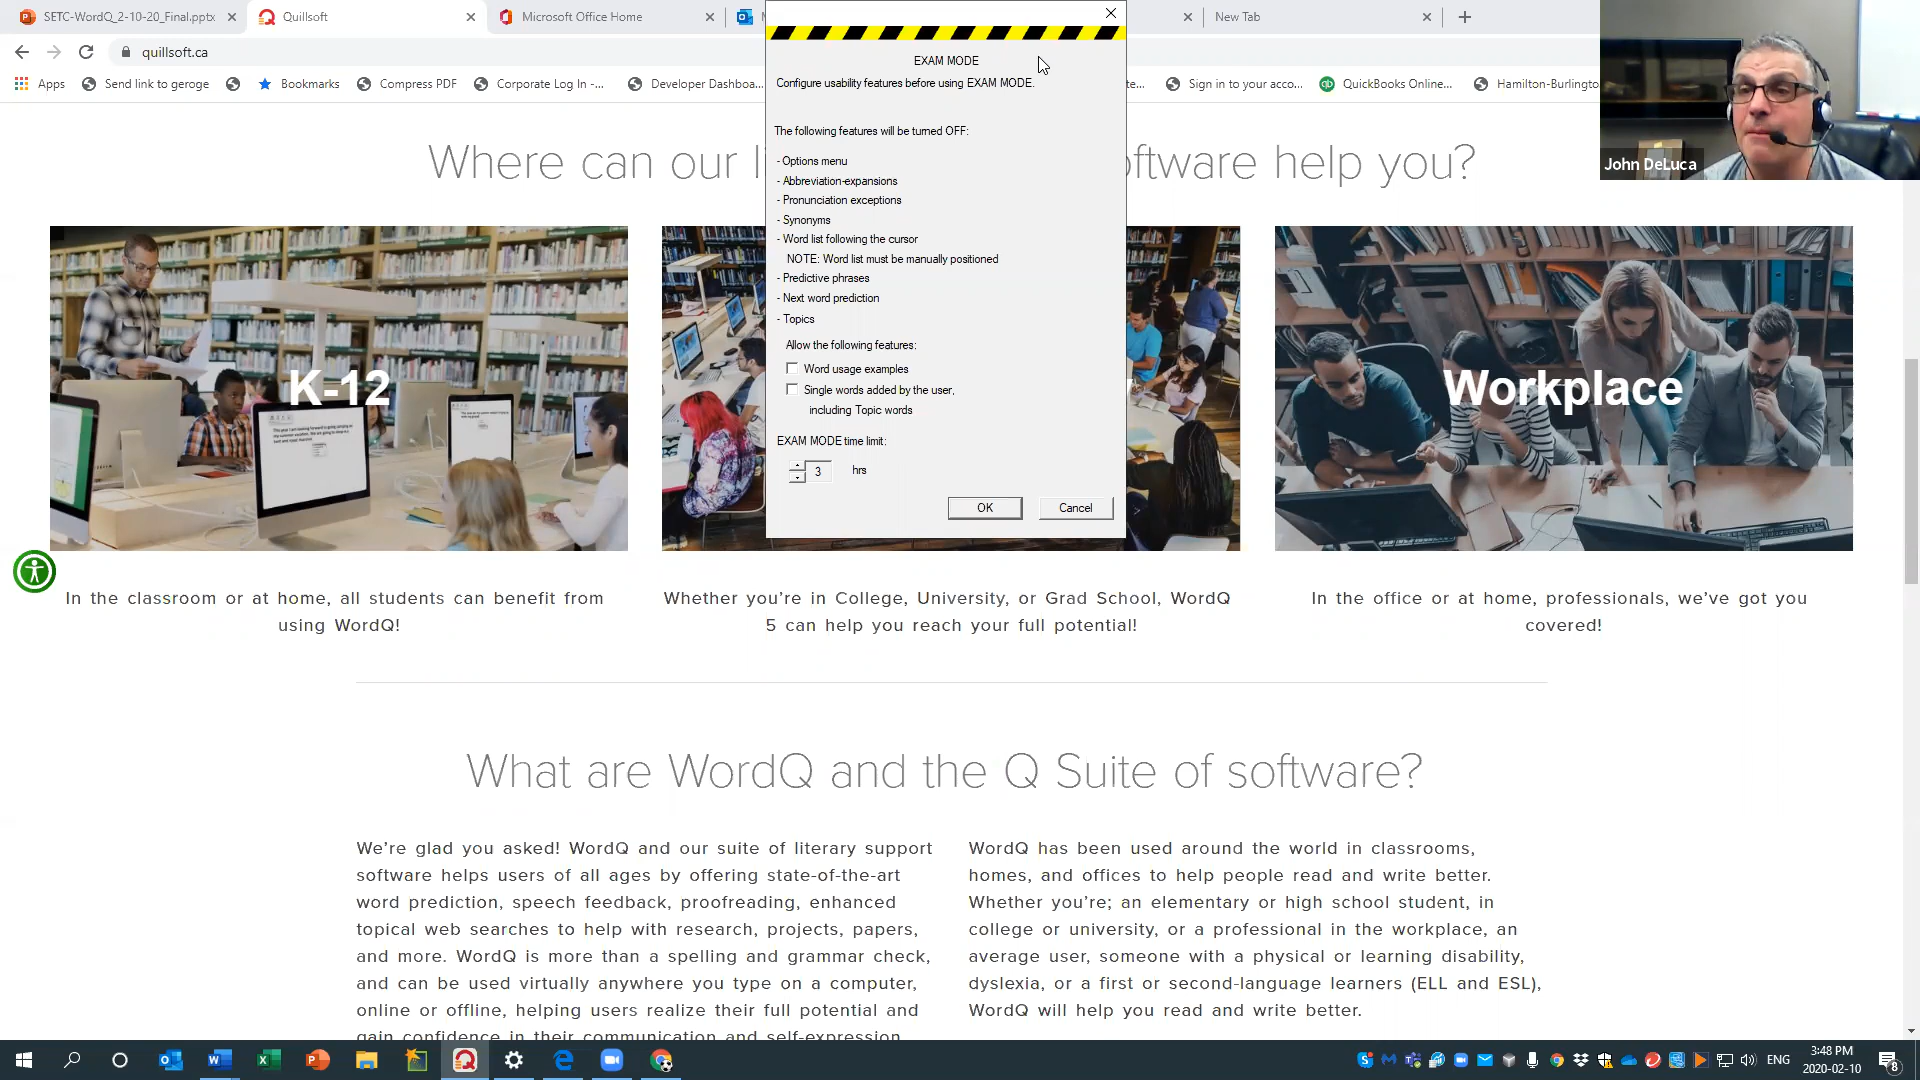 SETC-WordQ_2-10-20_Final.pptx
Quillsoft
Microsoft Office Home
New Tab
quillsoft.ca
Apps
Send link to geroge
Bookmarks
Compress PDF
Corporate Log In -...
Developer Dashboa...
te...
Sign in to your acco...
QuickBooks Online...
Hamilton-Burlingto
John DeLuca
EXAM MODE
Configure usability features before using EXAM MODE.
The following features will be turned OFF:
- Options menu
- Abbreviation-expansions
- Pronunciation exceptions
- Synonyms
- Word list following the cursor
NOTE: Word list must be manually positioned
- Predictive phrases
- Next word prediction
- Topics
Allow the following features:
Word usage examples
Single words added by the user,
including Topic words
EXAM MODE time limit:
3 hrs
OK Cancel
Where can our li oftware help you?
K-12
Workplace
In the classroom or at home, all students can benefit from
using WordQ!
Whether you're in College, University, or Grad School, WordQ
5 can help you reach your full potential!
In the office or at home, professionals, we've got you
covered!
What are WordQ and the Q Suite of software?
We're glad you asked! WordQ and our suite of literary support
software helps users of all ages by offering state-of-the-art
word prediction, speech feedback, proofreading, enhanced
topical web searches to help with research, projects, papers,
and more. WordQ is more than a spelling and grammar check,
and can be used virtually anywhere you type on a computer,
online or offline, helping users realize their full potential and
gain confidence in their communication and self-expression
WordQ has been used around the world in classrooms,
homes, and offices to help people read and write better.
Whether you're; an elementary or high school student, in
college or university, or a professional in the workplace, an
average user, someone with a physical or learning disability,
dyslexia, or a first or second-language learners (ELL and ESL),
WordQ will help you read and write better.
ENG
3:48 PM
2020-02-10
8